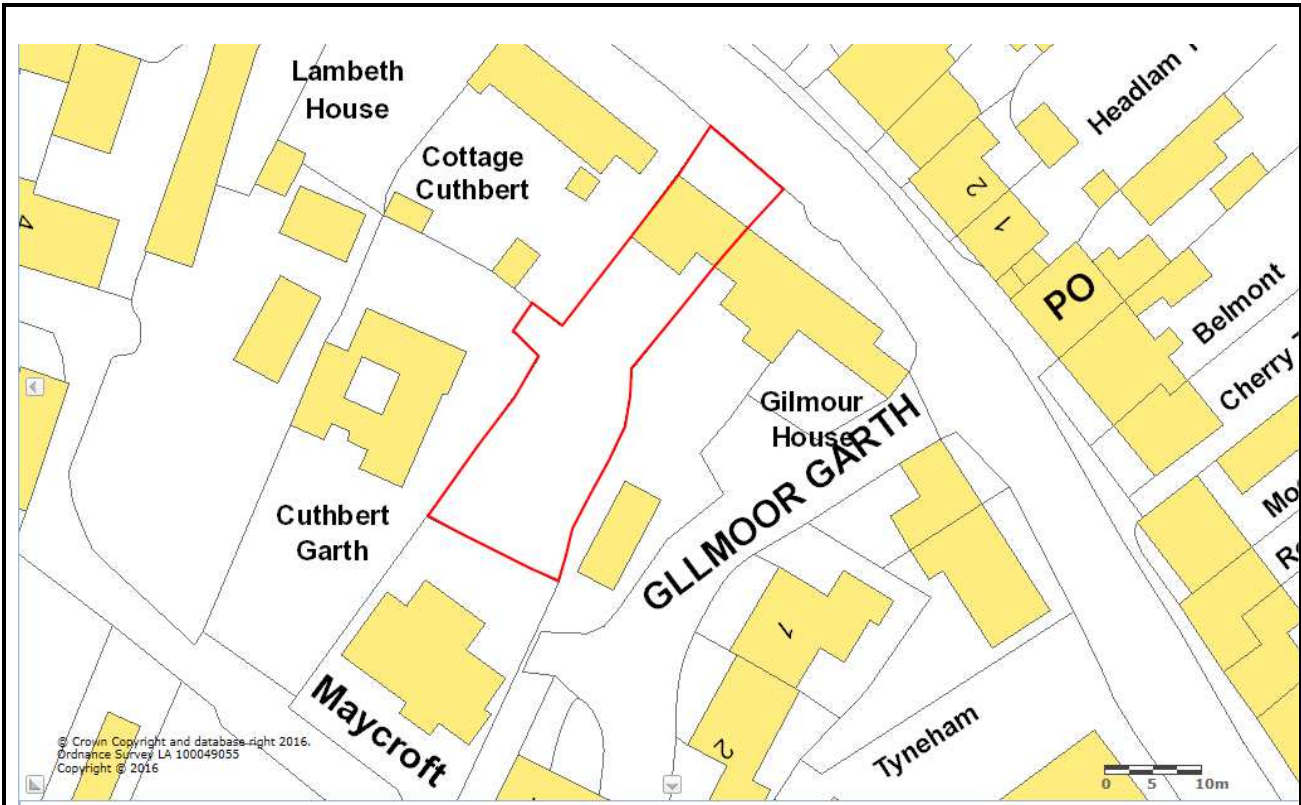 Lambeth
House
Headlam
Cottage
Cuthbert
2
1
4
PO
Belmont
Cherry
Gilmour
House
GLLMOOR GARTH
Cuthbert
Garth
1
2
Maycroft
Tyneham
© Crown Copyright and database right 2016.
Ordnance Survey LA 100049055
Copyright © 2016
0 5 10m